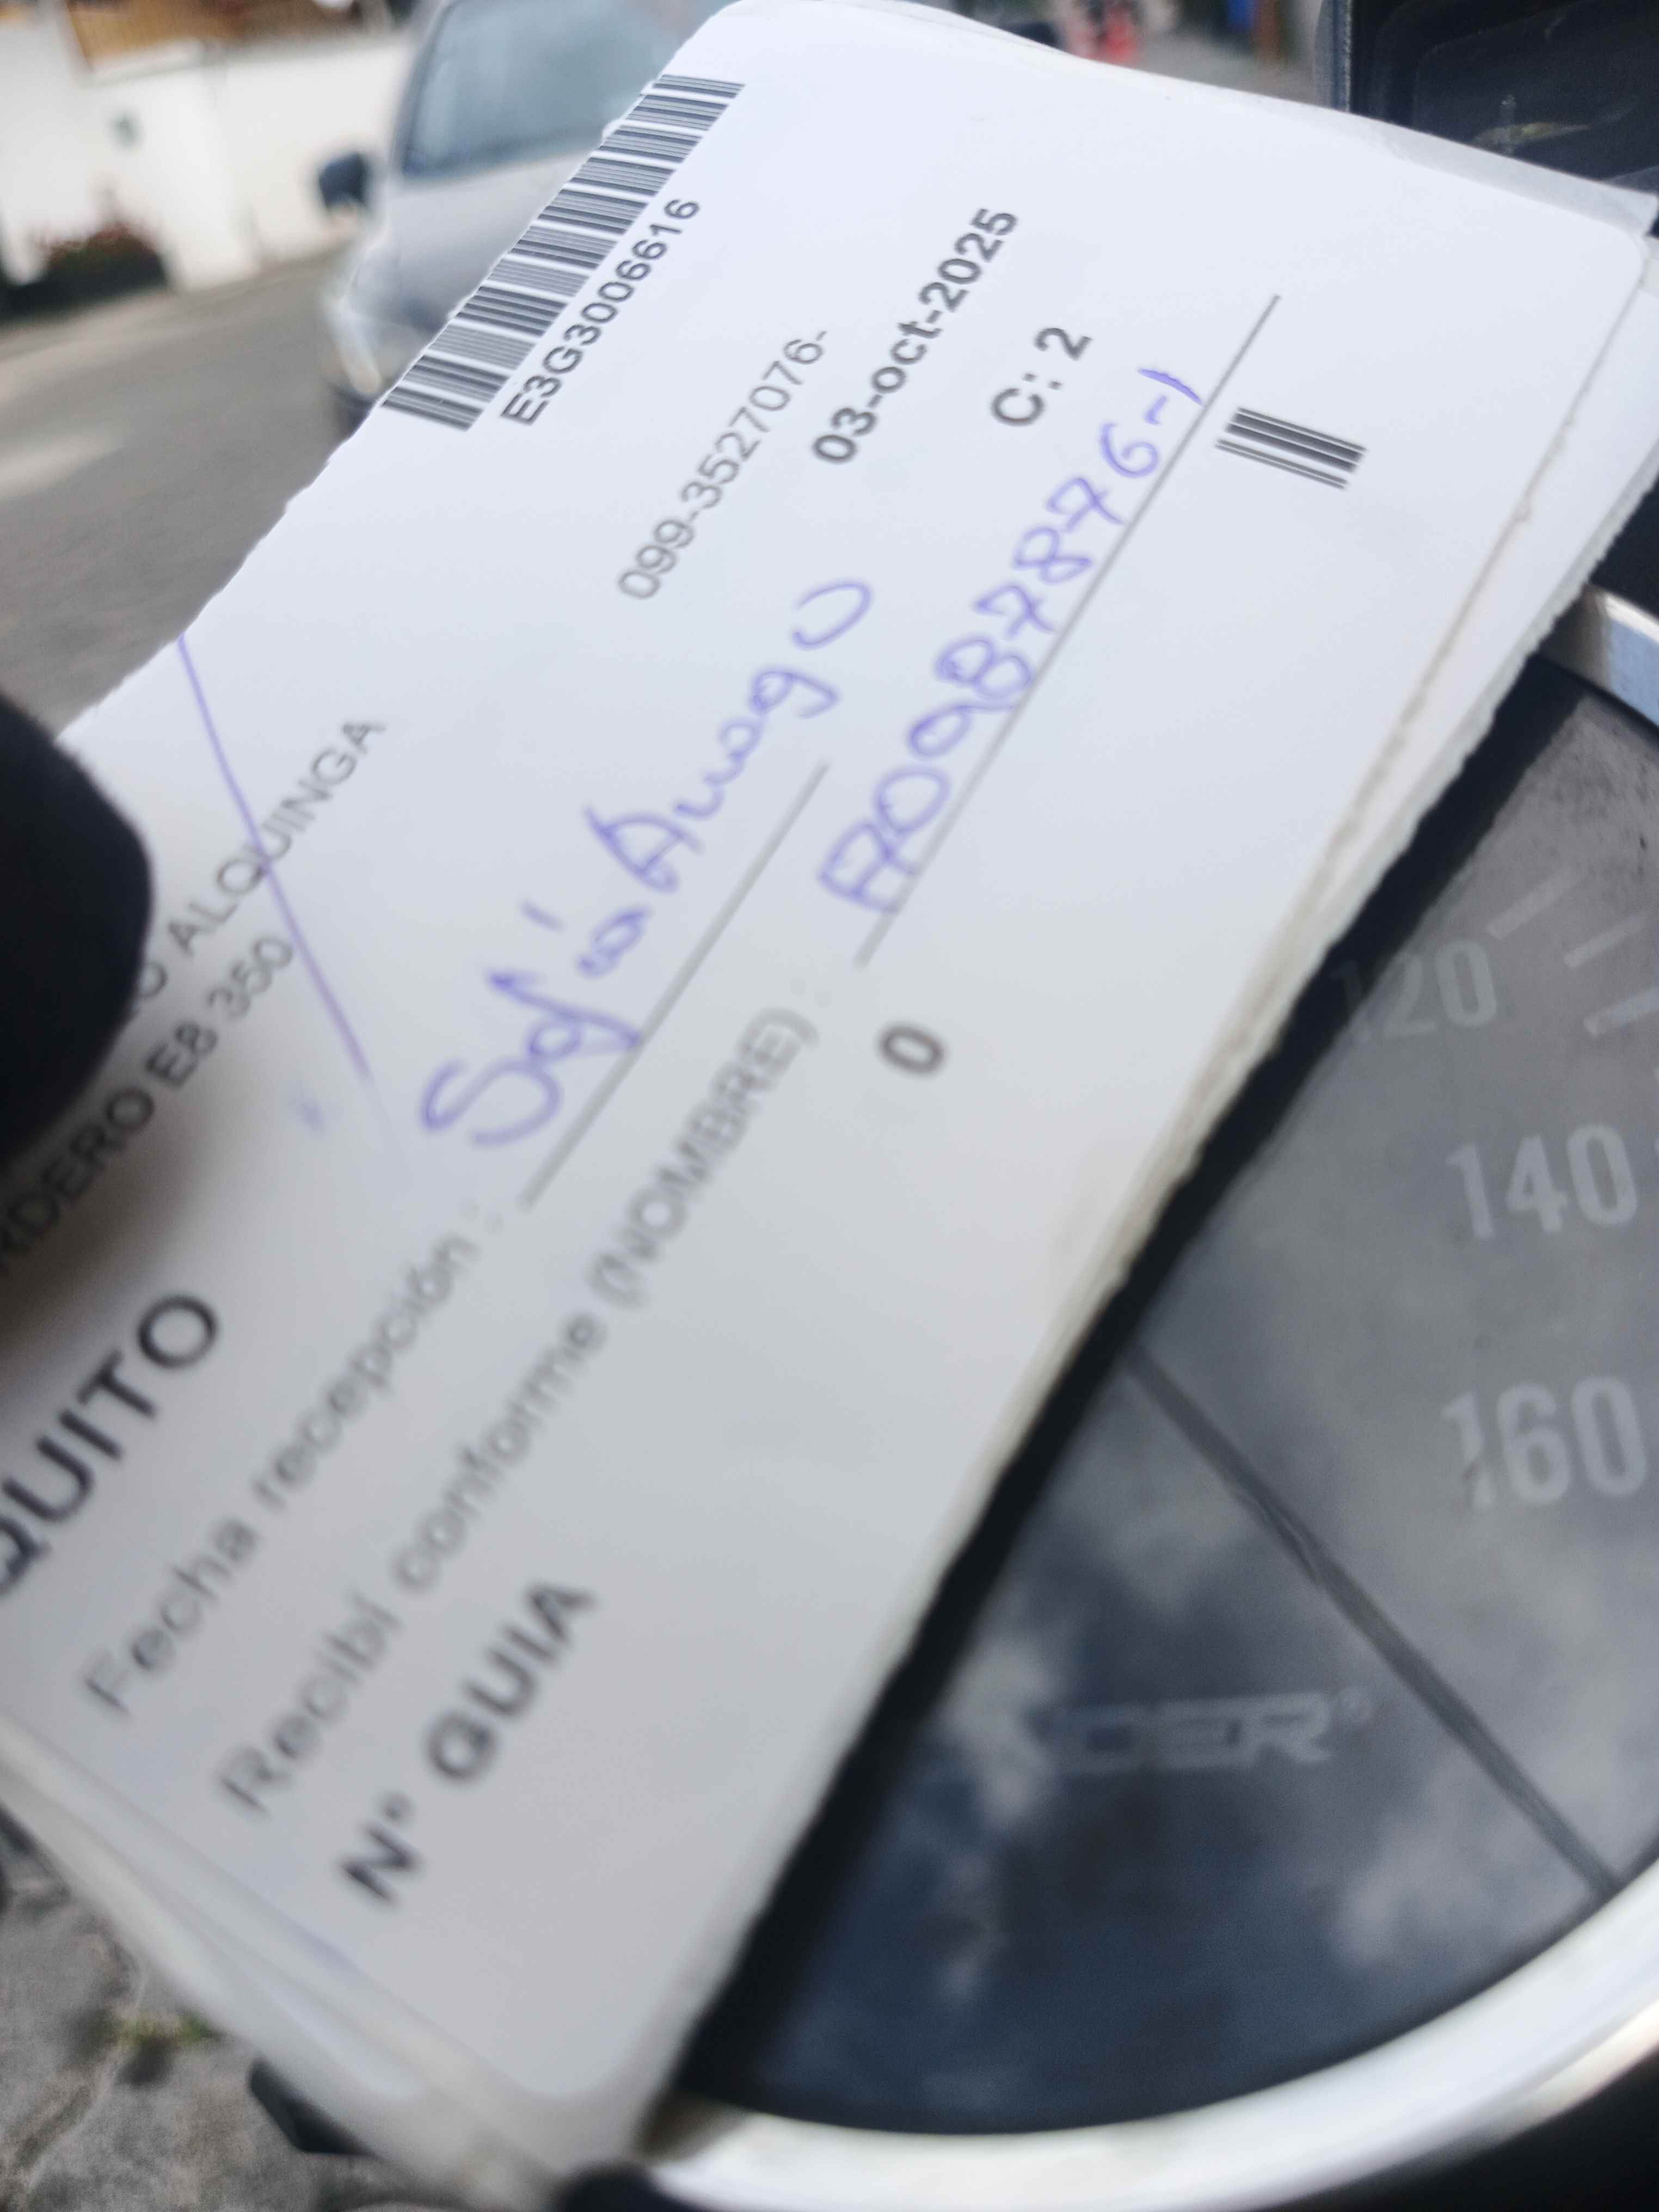 E3G3006616
ALQUINGA
099-3527076-
RDERO E8 350
03-oct-2025
QUITO
C: 2
Fecha recepción :
Sofía
Recibí conforme (NOMBRE) :
N° GUIA
0
120
140
160